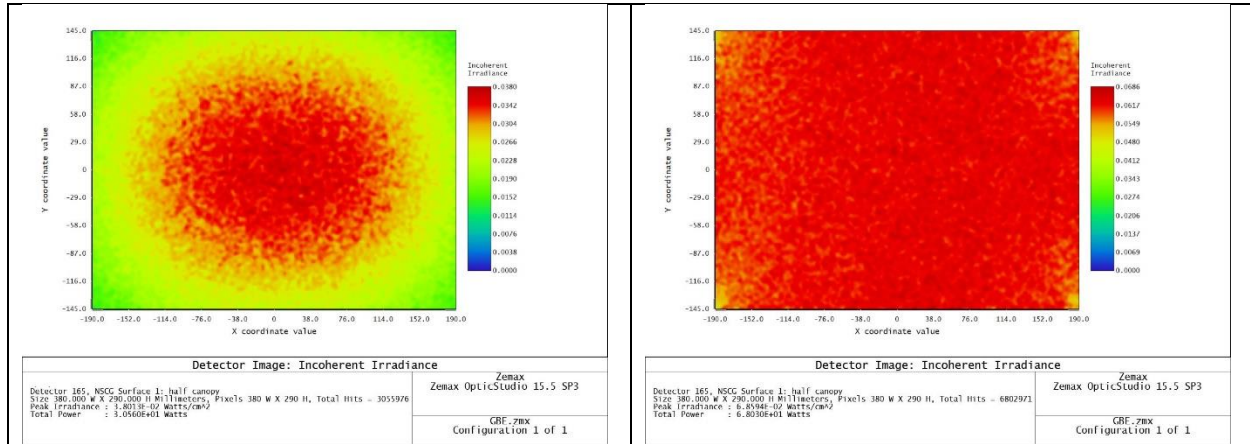 145.0
116.0
87.0
58.0
29.0
0
-29.0
-58.0
-87.0
-116.0
-145.0
Y coordinate value
-190.0 -152.0 -114.0 -76.0 -38.0 0 38.0 76.0 114.0 152.0 190.0
X coordinate value
Incoherent
Irradiance
0.0380
0.0342
0.0304
0.0266
0.0228
0.0190
0.0152
0.0114
0.0076
0.0038
0.0000
Detector Image: Incoherent Irradiance
Detector 165, NSCG Surface 1: half canopy
Size 380.000 W X 290.000 H Millimeters, Pixels 380 W X 290 H, Total Hits = 3055976
Peak Irradiance : 3.8013E-02 Watts/cm^2
Total Power : 3.0560E+01 Watts
Zemax
Zemax OpticStudio 15.5 SP3
GBE.zmx
Configuration 1 of 1
145.0
116.0
87.0
58.0
29.0
0
-29.0
-58.0
-87.0
-116.0
-145.0
Y coordinate value
-190.0 -152.0 -114.0 -76.0 -38.0 0 38.0 76.0 114.0 152.0 190.0
X coordinate value
Incoherent
Irradiance
0.0686
0.0617
0.0549
0.0480
0.0412
0.0343
0.0274
0.0206
0.0137
0.0069
0.0000
Detector Image: Incoherent Irradiance
Detector 165, NSCG Surface 1: half canopy
Size 380.000 W X 290.000 H Millimeters, Pixels 380 W X 290 H, Total Hits = 6802971
Peak Irradiance : 6.8594E-02 Watts/cm^2
Total Power : 6.8030E+01 Watts
Zemax
Zemax OpticStudio 15.5 SP3
GBE.zmx
Configuration 1 of 1